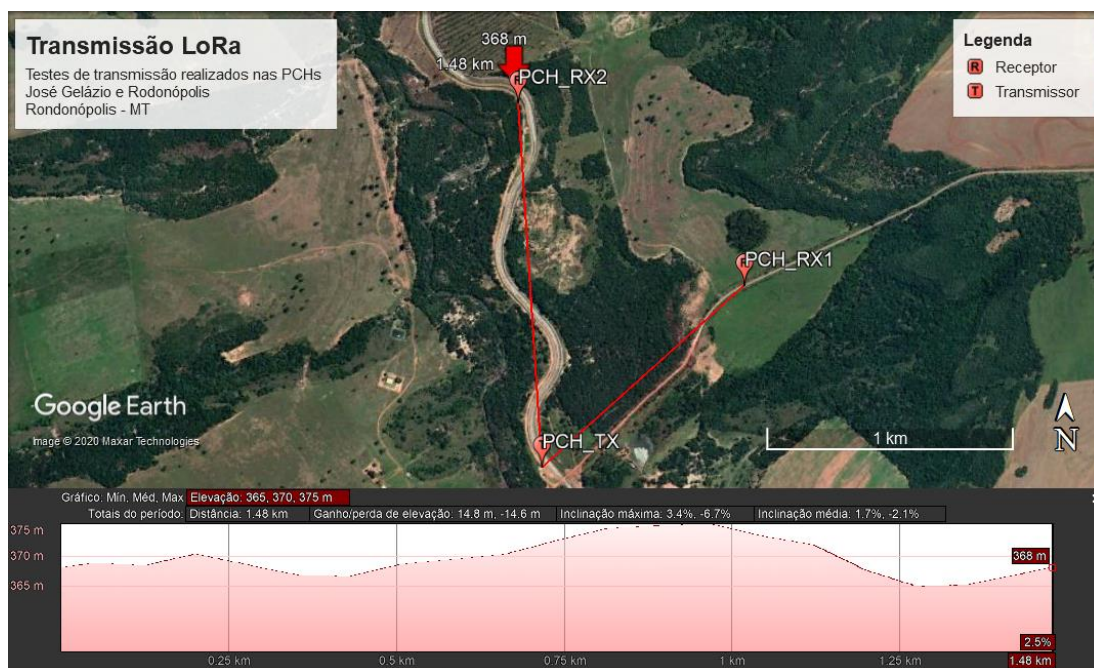 Transmissão LoRa
Testes de transmissão realizados nas PCHs
José Gelázio e Rodonópolis
Rondonópolis - MT
368 m
1.48 km
PCH_RX2
Legenda
R Receptor
T Transmissor
PCH_RX1
PCH_TX
Google Earth
Image © 2020 Maxar Technologies
1 km
N
Gráfico: Mín, Méd, Max Elevação: 365, 370, 375 m
Totais do período: Distância: 1.48 km Ganho/perda de elevação: 14.8 m, -14.6 m Inclinação máxima: 3.4%, -6.7% Inclinação média: 1.7%, -2.1%
375 m
370 m
368 m
365 m
2.5%
0.25 km 0.5 km 0.75 km 1 km 1.25 km 1.48 km